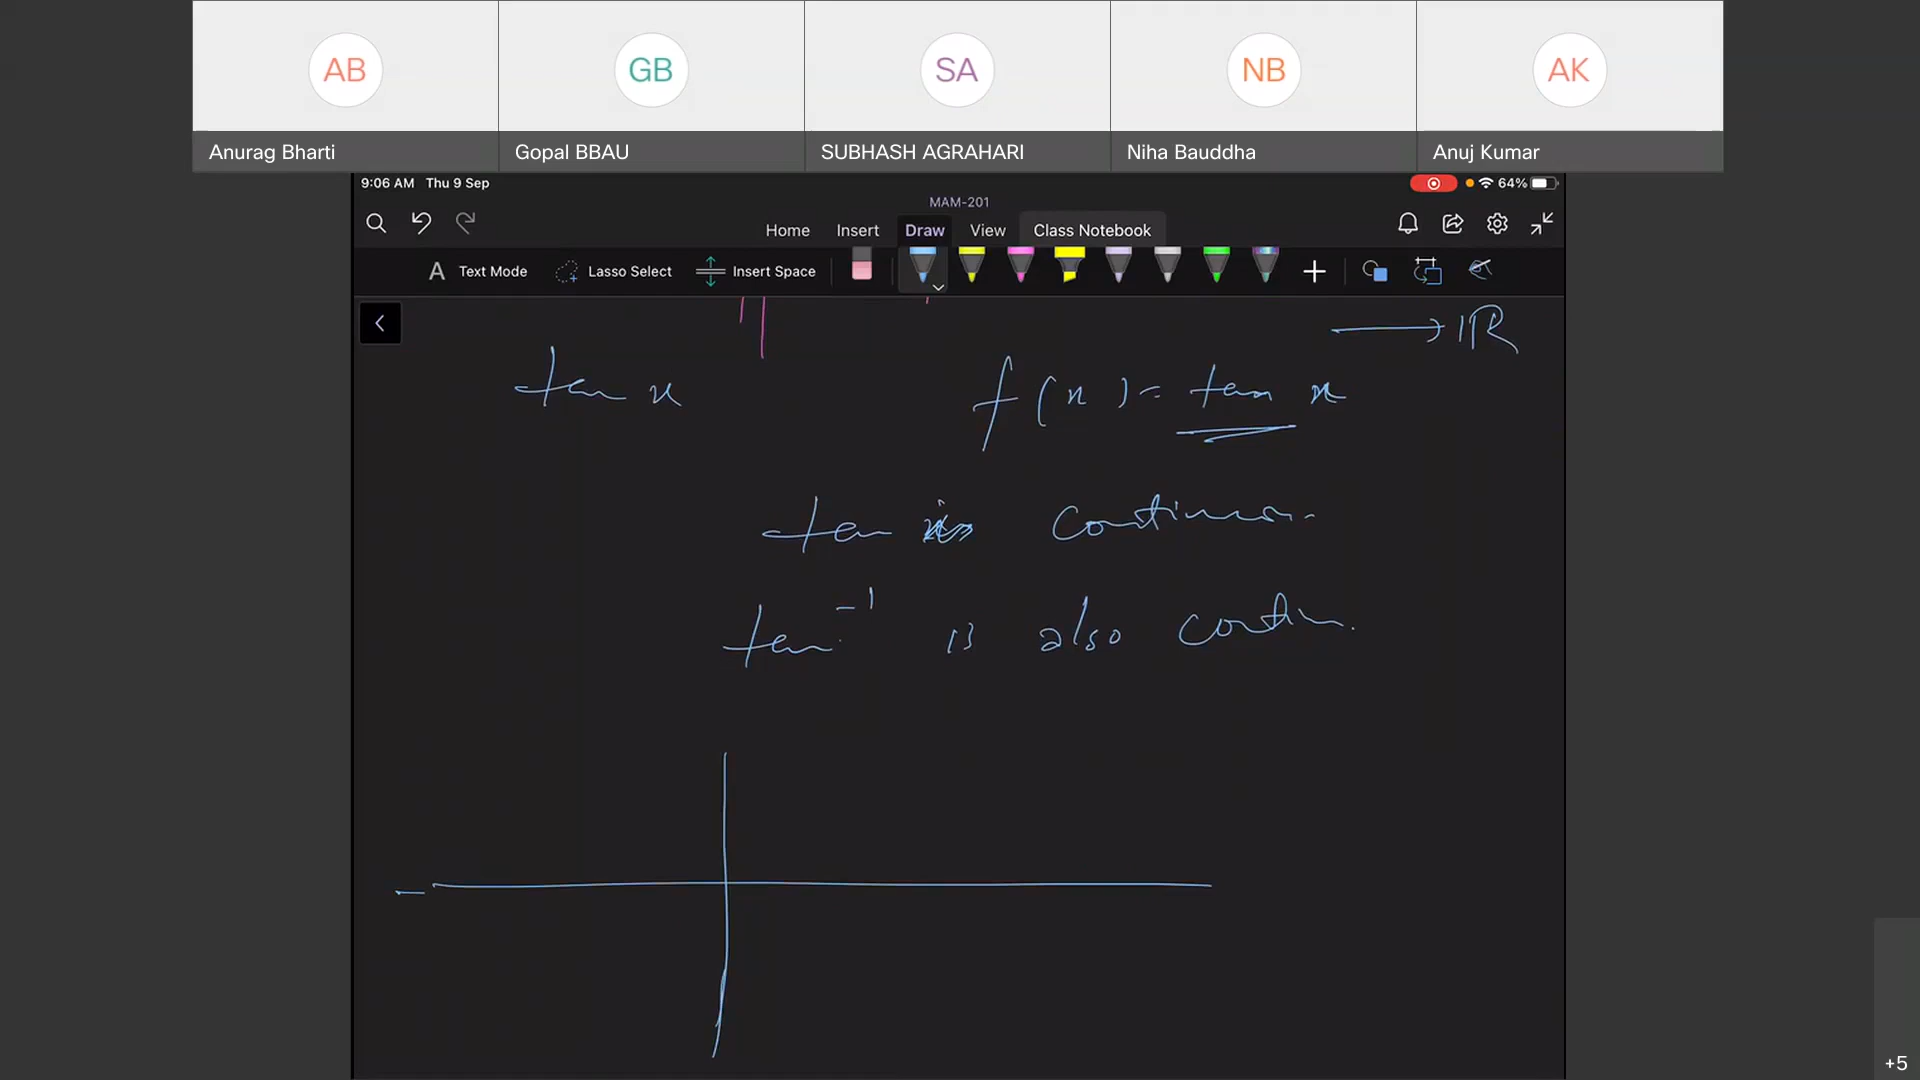 AB GB SA NB AK
Anurag Bharti Gopal BBAU SUBHASH AGRAHARI Niha Bauddha Anuj Kumar
9:06 AM Thu 9 Sep 64%
MAM-201
Home Insert Draw View Class Notebook
A Text Mode Lasso Select Insert Space
→ ℝ
tan x f(x) = tan x
tan is continuous
tan⁻¹ is also contin.
+5